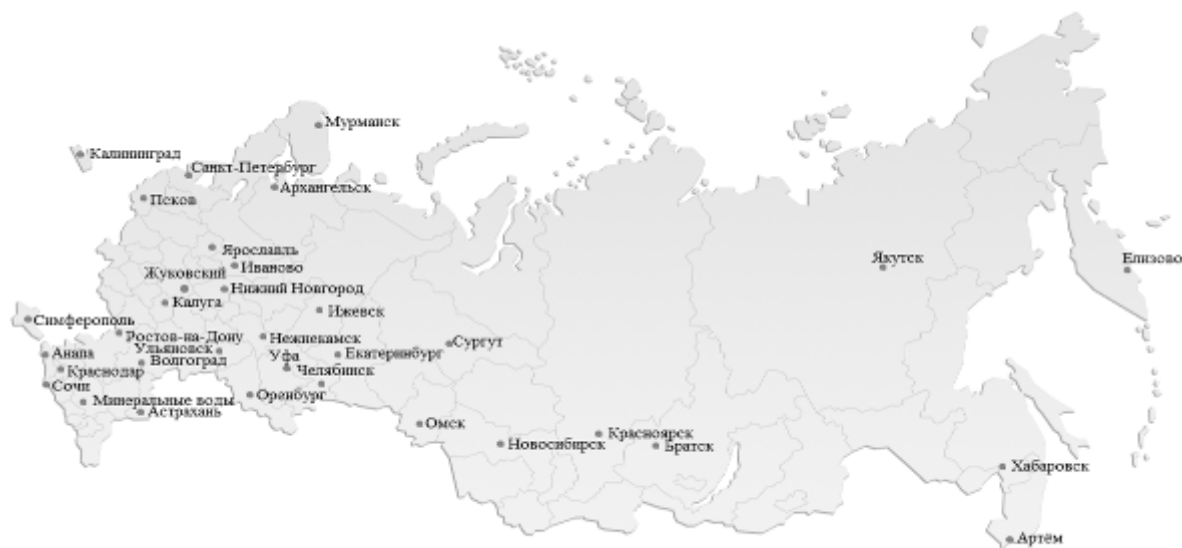 Мурманск
Калининград
Санкт-Петербург
Архангельск
Псков
Ярославль
Якутск
Елизово
Иваново
Жуковский
Нижний Новгород
Калуга
Ижевск
Симферополь
Ростов-на-Дону
Нежнекамск
Сургут
Ульяновск
Анапа
Уфа
Екатеринбург
Волгоград
Краснодар
Челябинск
Сочи
Оренбург
Минеральные воды
Астрахань
Омск
Красноярск
Новосибирск
Братск
Хабаровск
Артём